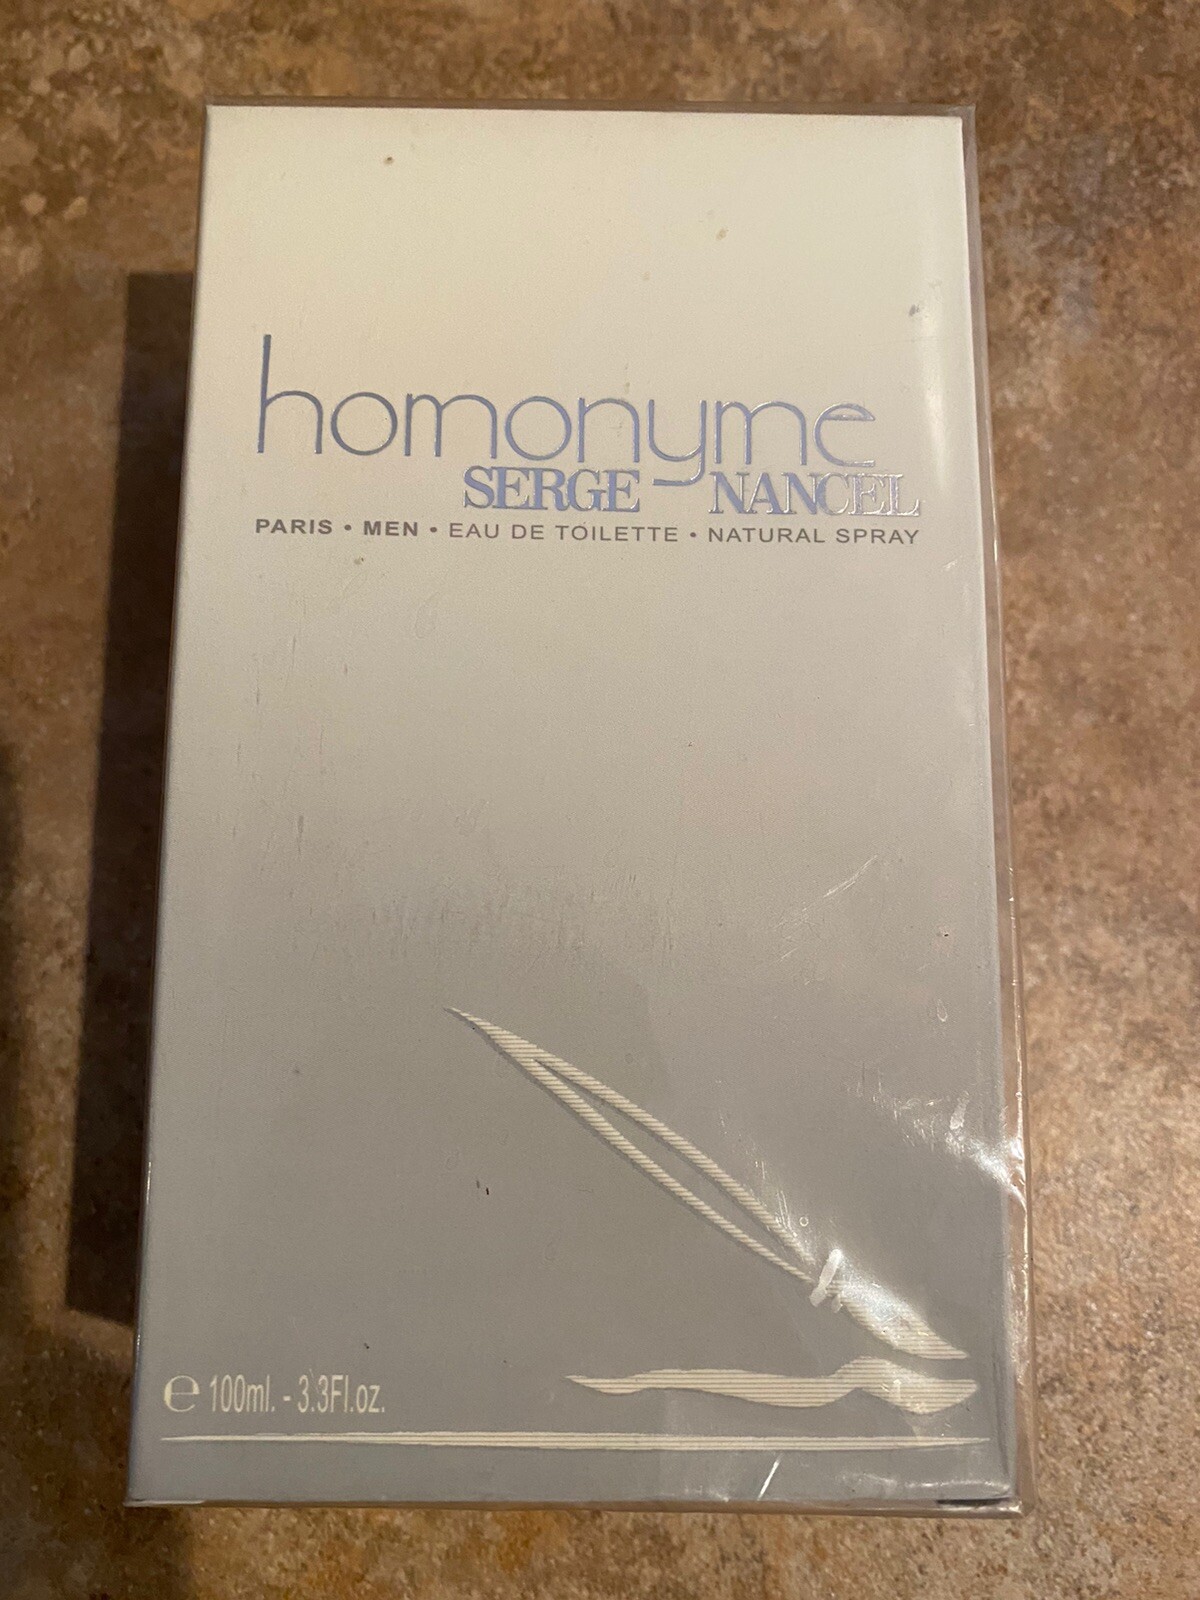 homonyme
SERGE NANCEL
PARIS • MEN • EAU DE TOILETTE • NATURAL SPRAY
℮ 100ml. - 3.3Fl.oz.